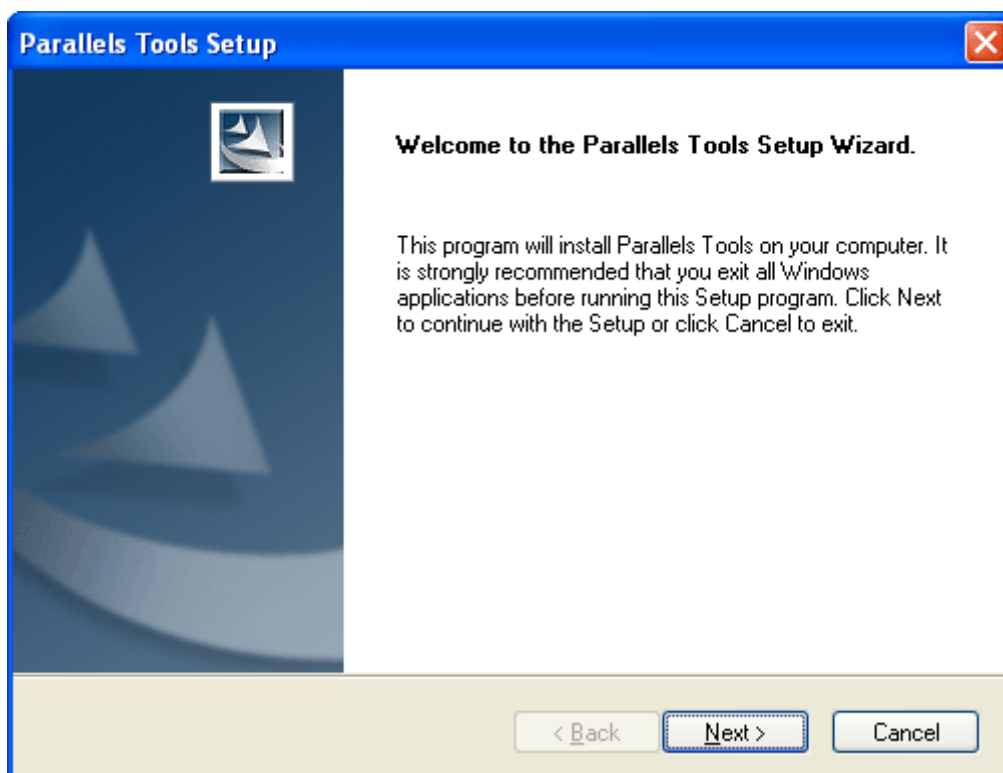 Parallels Tools Setup
Welcome to the Parallels Tools Setup Wizard.
This program will install Parallels Tools on your computer. It
is strongly recommended that you exit all Windows
applications before running this Setup program. Click Next
to continue with the Setup or click Cancel to exit.
< Back Next > Cancel